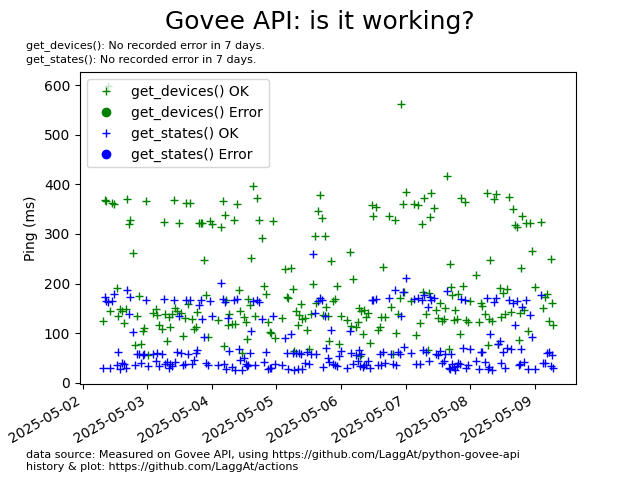 Govee API: is it working?
get_devices(): No recorded error in 7 days.
get_states(): No recorded error in 7 days.
600
500
400
300
200
100
0
Ping (ms)
get_devices() OK
get_devices() Error
get_states() OK
get_states() Error
2025-05-02
2025-05-03
2025-05-04
2025-05-05
2025-05-06
2025-05-07
2025-05-08
2025-05-09
data source: Measured on Govee API, using https://github.com/LaggAt/python-govee-api
history & plot: https://github.com/LaggAt/actions